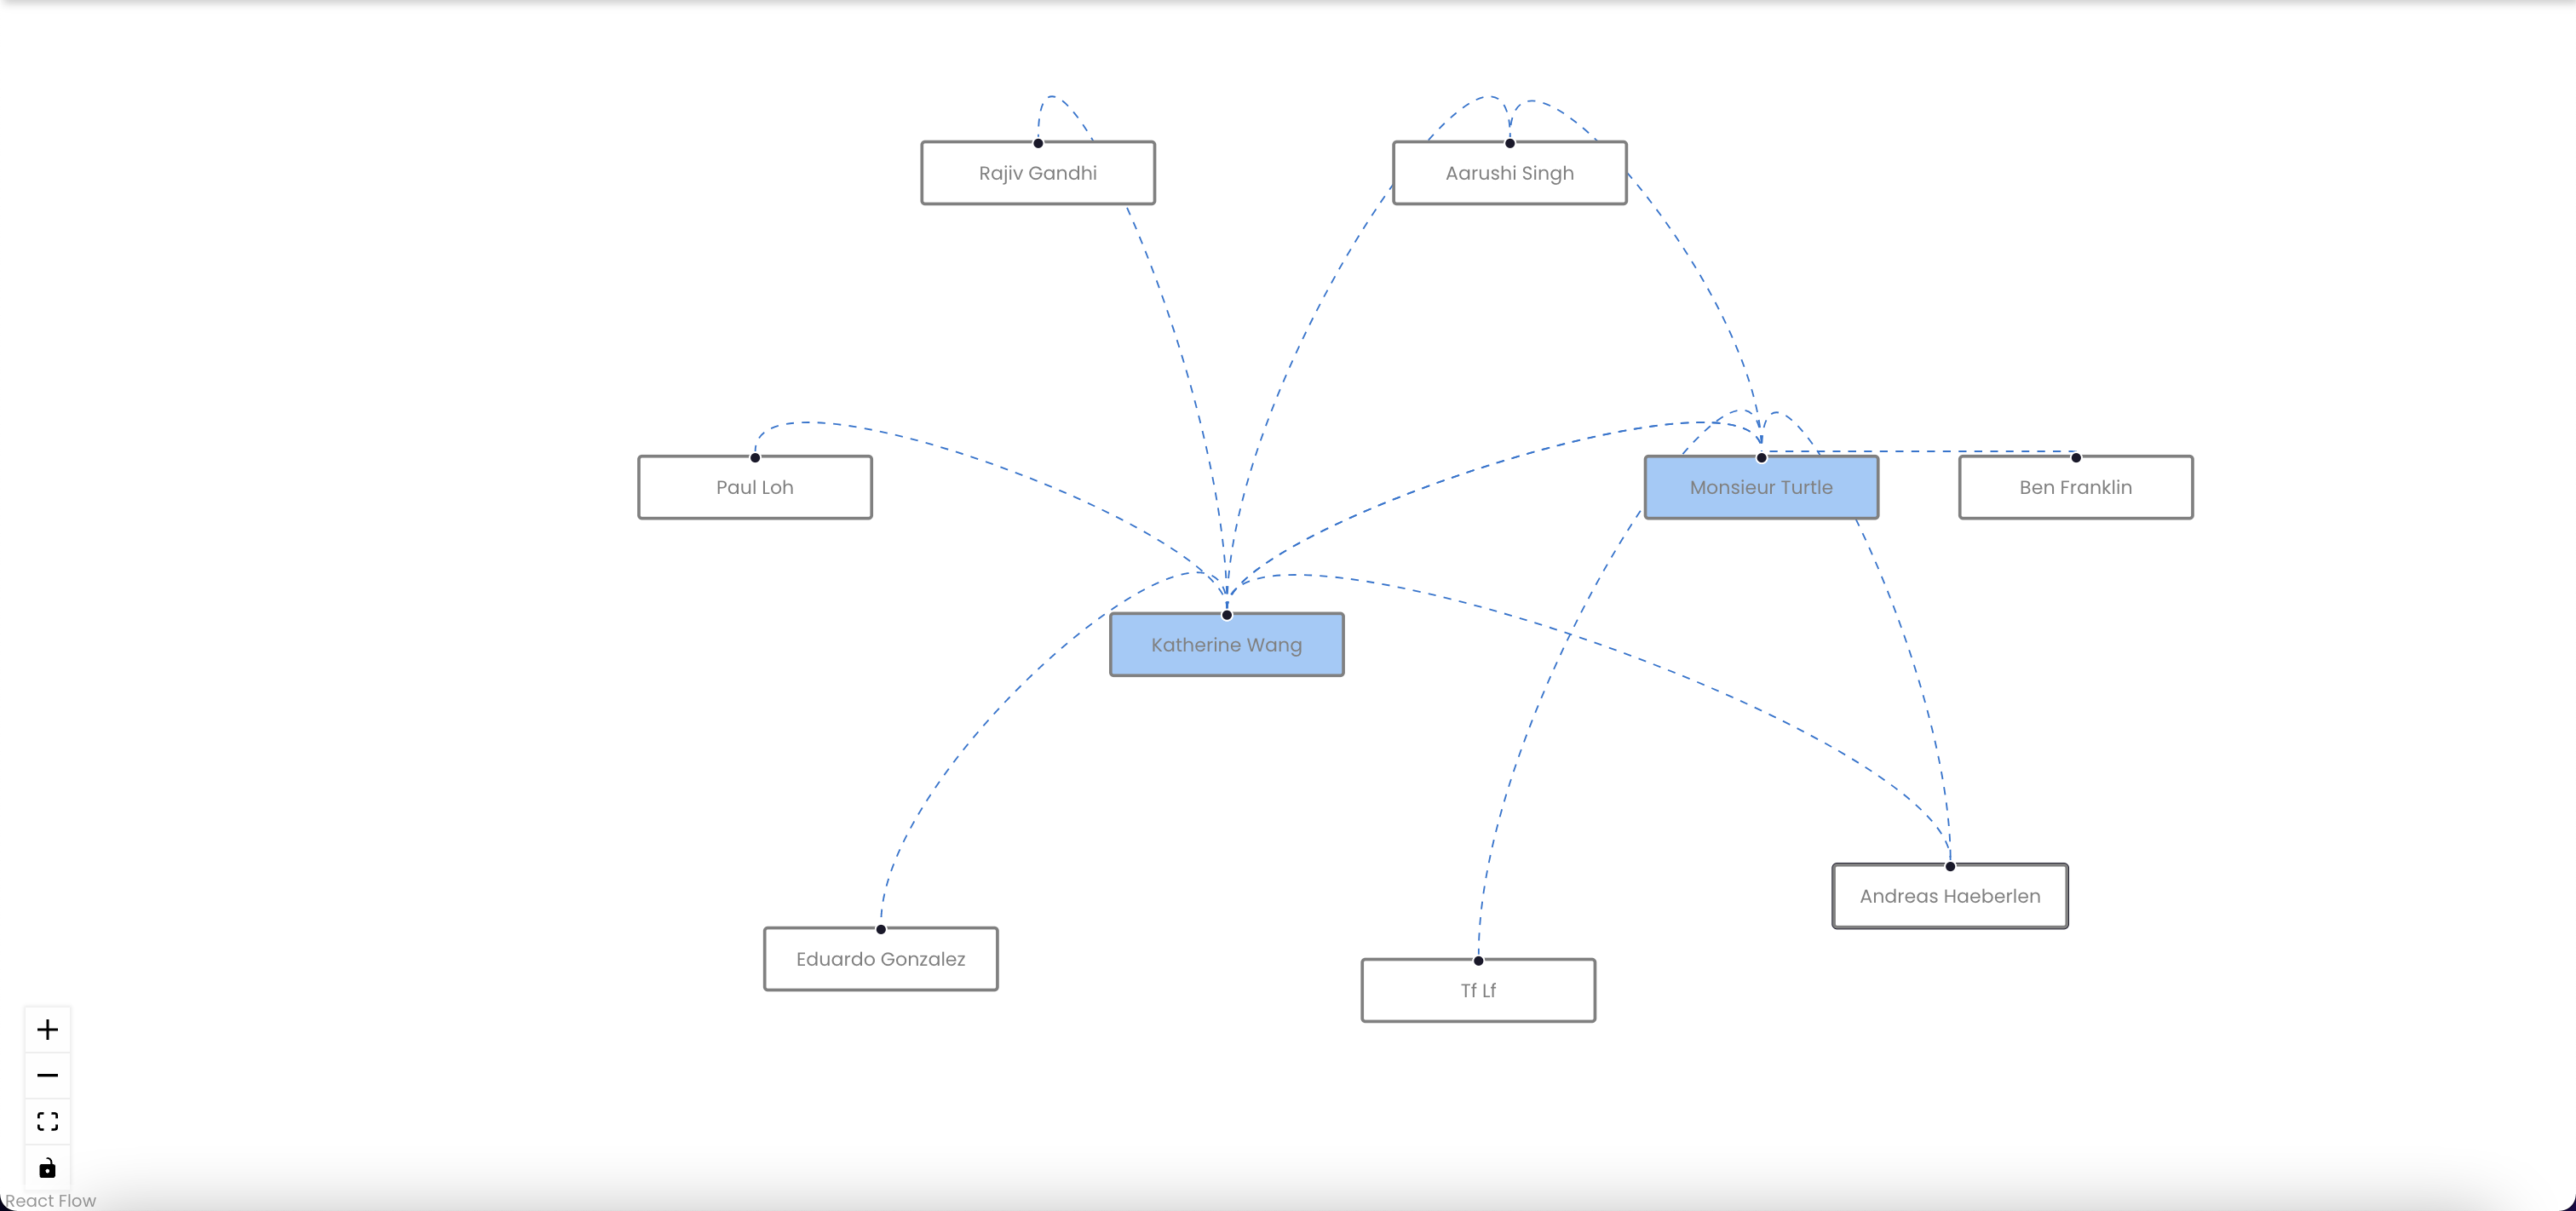 Rajiv Gandhi
Aarushi Singh
Paul Loh
Monsieur Turtle
Ben Franklin
Katherine Wang
Andreas Haeberlen
Eduardo Gonzalez
Tf Lf
React Flow